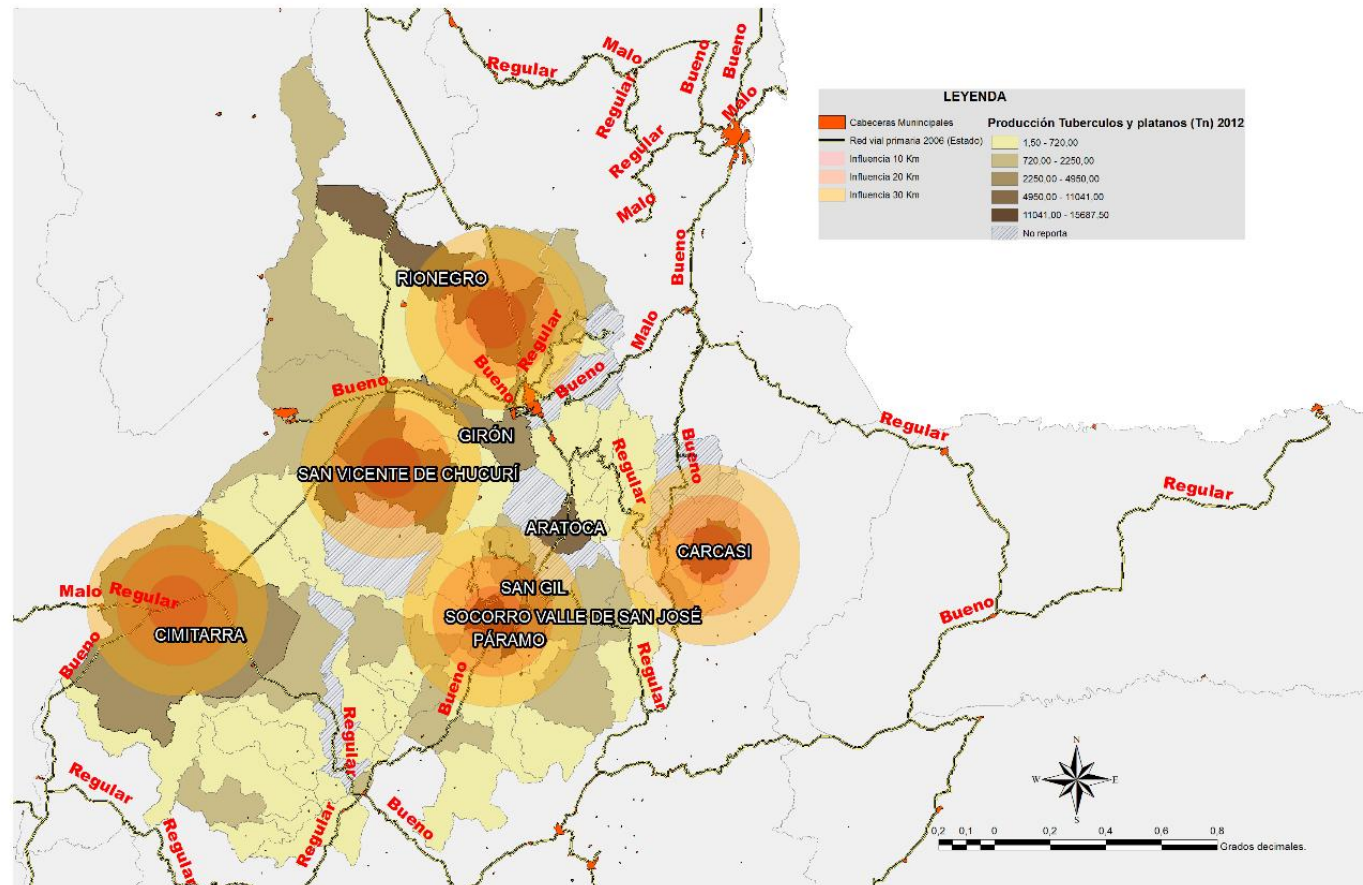 Malo
Bueno
Bueno
Regular
Regular
Malo
Regular
Malo
Bueno
LEYENDA
Cabeceras Munincipales
Red vial primaria 2006 (Estado)
Influencia 10 Km
Influencia 20 Km
Influencia 30 Km
Producción Tuberculos y platanos (Tn) 2012
1,50 - 720,00
720,00 - 2250,00
2250,00 - 4950,00
4950,00 - 11041,00
11041,00 - 15687,50
No reporta
RIONEGRO
Malo
Regular
Bueno
Bueno
Bueno
GIRÓN
Regular
Bueno
Regular
SAN VICENTE DE CHUCURÍ
Regular
ARATOCA
CARCASI
SAN GIL
Malo Regular
SOCORRO VALLE DE SAN JOSÉ
Bueno
CIMITARRA
PÁRAMO
Bueno
Bueno
Regular
Regular
Regular
Bueno
Regular
Regular
N
W
E
S
0,2 0,1 0 0,2 0,4 0,6 0,8
Grados decimales.